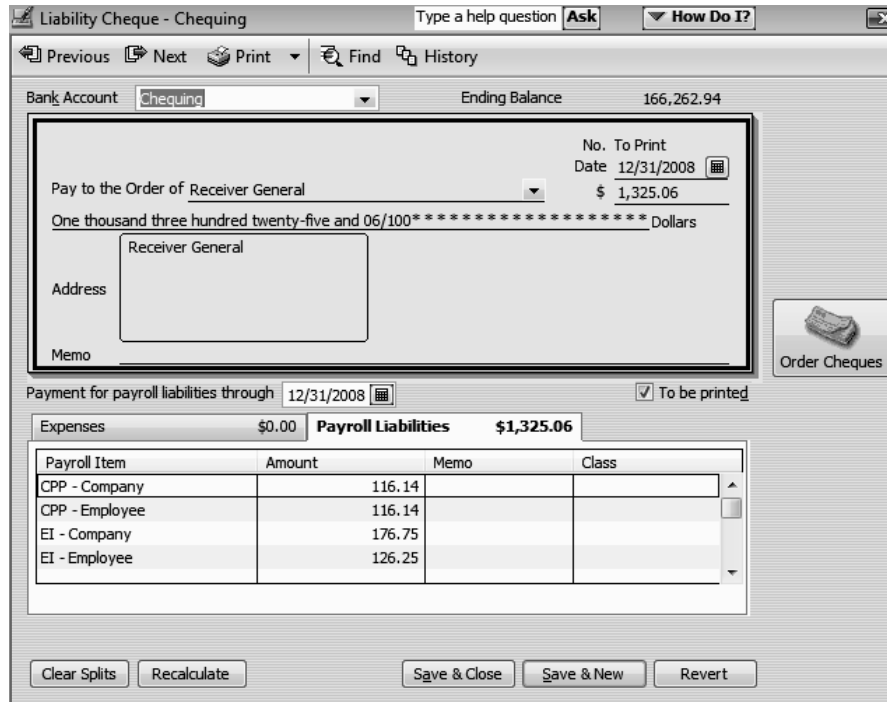 Liability Cheque - Chequing Type a help question Ask How Do I?
Previous Next Print Find History
Bank Account Chequing Ending Balance 166,262.94
No. To Print
Date 12/31/2008
Pay to the Order of Receiver General $ 1,325.06
One thousand three hundred twenty-five and 06/100* * * * * * * * * * * * * * * * * * * Dollars
Receiver General
Address
Memo
Order Cheques
Payment for payroll liabilities through 12/31/2008 To be printed
Expenses $0.00 Payroll Liabilities $1,325.06
Payroll Item Amount Memo Class
CPP - Company 116.14
CPP - Employee 116.14
EI - Company 176.75
EI - Employee 126.25
Clear Splits Recalculate Save & Close Save & New Revert